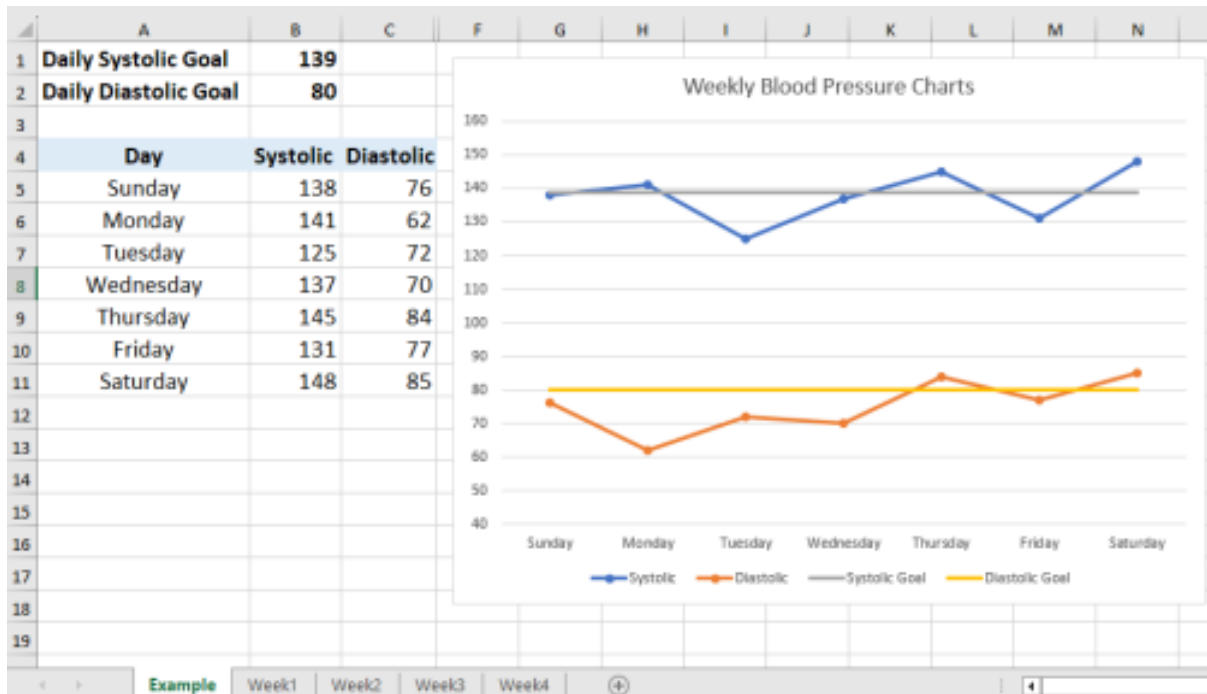 A B C F G H I J K L M N
1 Daily Systolic Goal 139
2 Daily Diastolic Goal 80
3
4 Day Systolic Diastolic
5 Sunday 138 76
6 Monday 141 62
7 Tuesday 125 72
8 Wednesday 137 70
9 Thursday 145 84
10 Friday 131 77
11 Saturday 148 85
12
13
14
15
16
17
18
19
Weekly Blood Pressure Charts
160
150
140
130
120
110
100
90
80
70
60
50
40
Sunday Monday Tuesday Wednesday Thursday Friday Saturday
Systolic Diastolic Systolic Goal Diastolic Goal
Example Week1 Week2 Week3 Week4